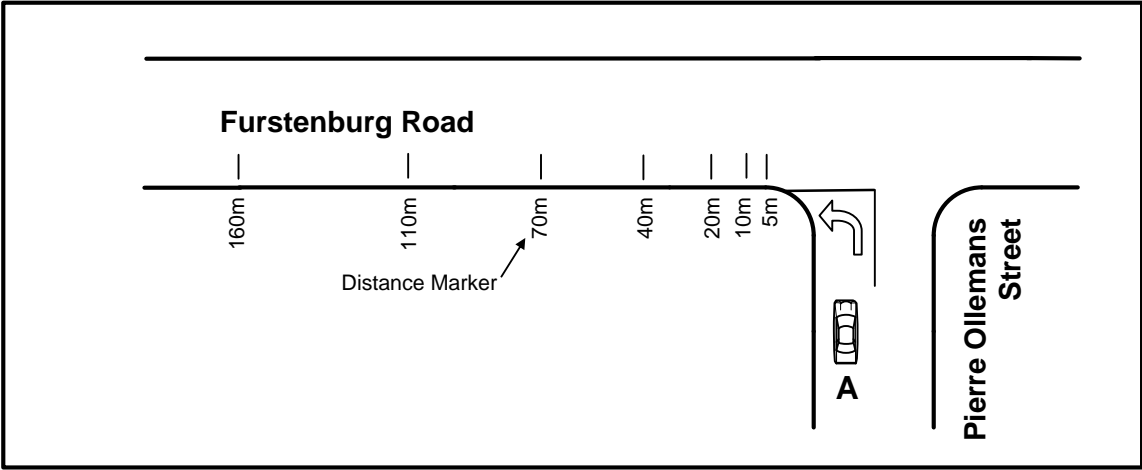 Furstenburg Road
160m
110m
70m
40m
20m
10m
5m
Distance Marker
A
Pierre Ollemans
Street